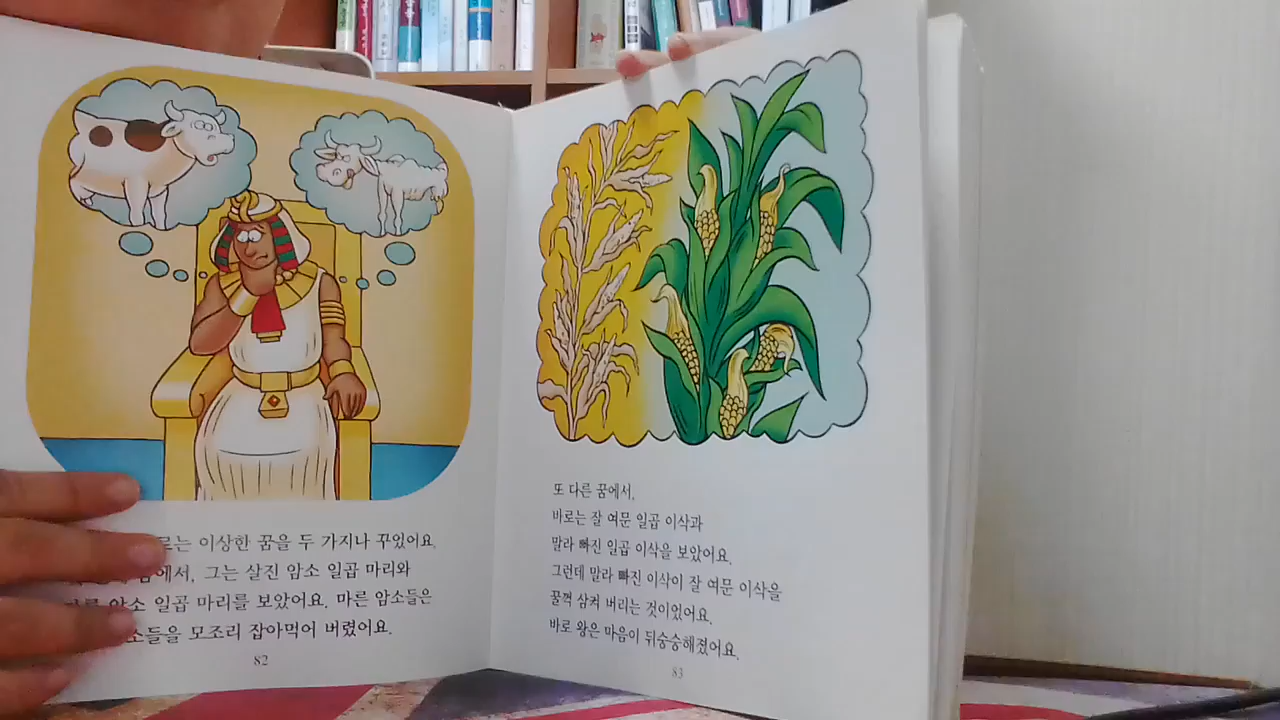 이상한 꿈을 두 가지나 꾸었어요.
그는 살진 암소 일곱 마리와
암소 일곱 마리를 보았어요. 마른 암소들은
모조리 잡아먹어 버렸어요.
82
또 다른 꿈에서,
바로는 잘 여문 일곱 이삭과
말라 빠진 일곱 이삭을 보았어요.
그런데 말라 빠진 이삭이 잘 여문 이삭을
꿀꺽 삼켜 버리는 것이었어요.
바로 왕은 마음이 뒤숭숭해졌어요.
83